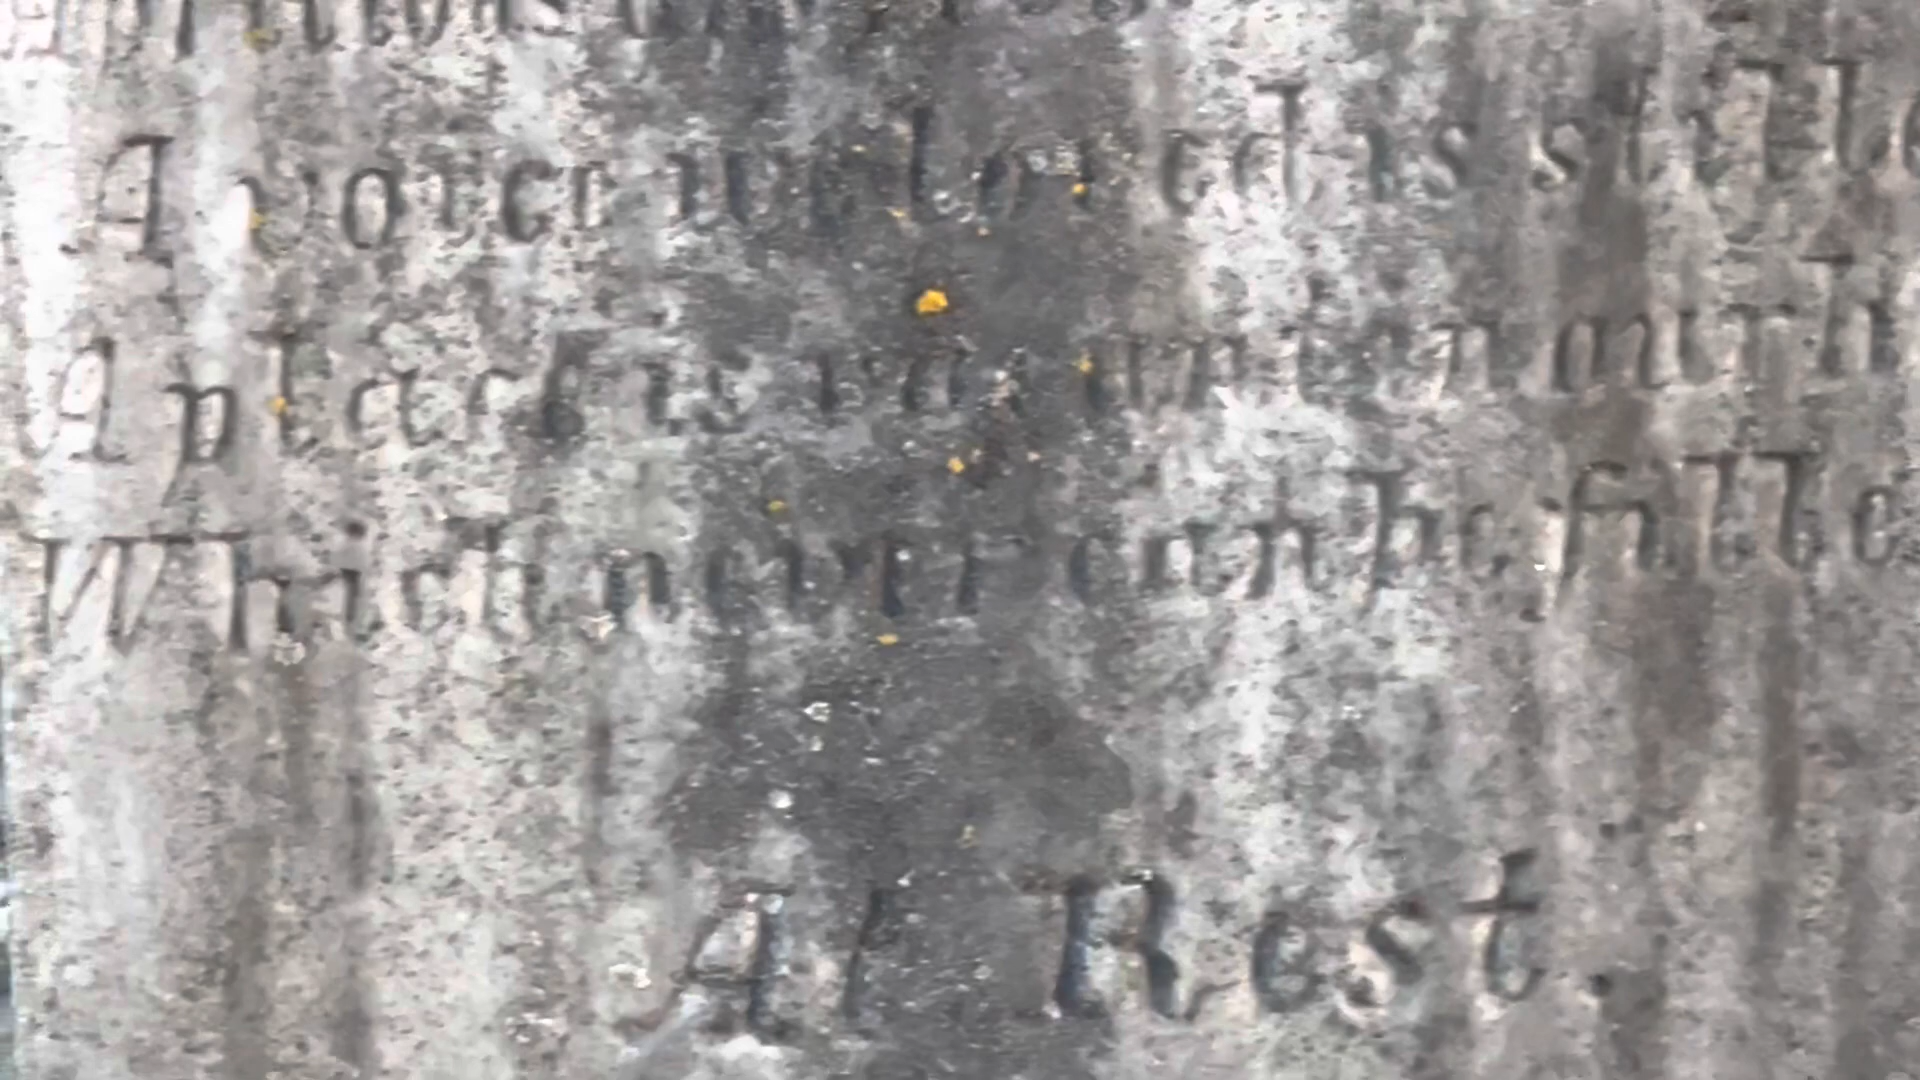 A voice we loved is stille
A place is vacant in our h
Which never can be fille
At Rest.